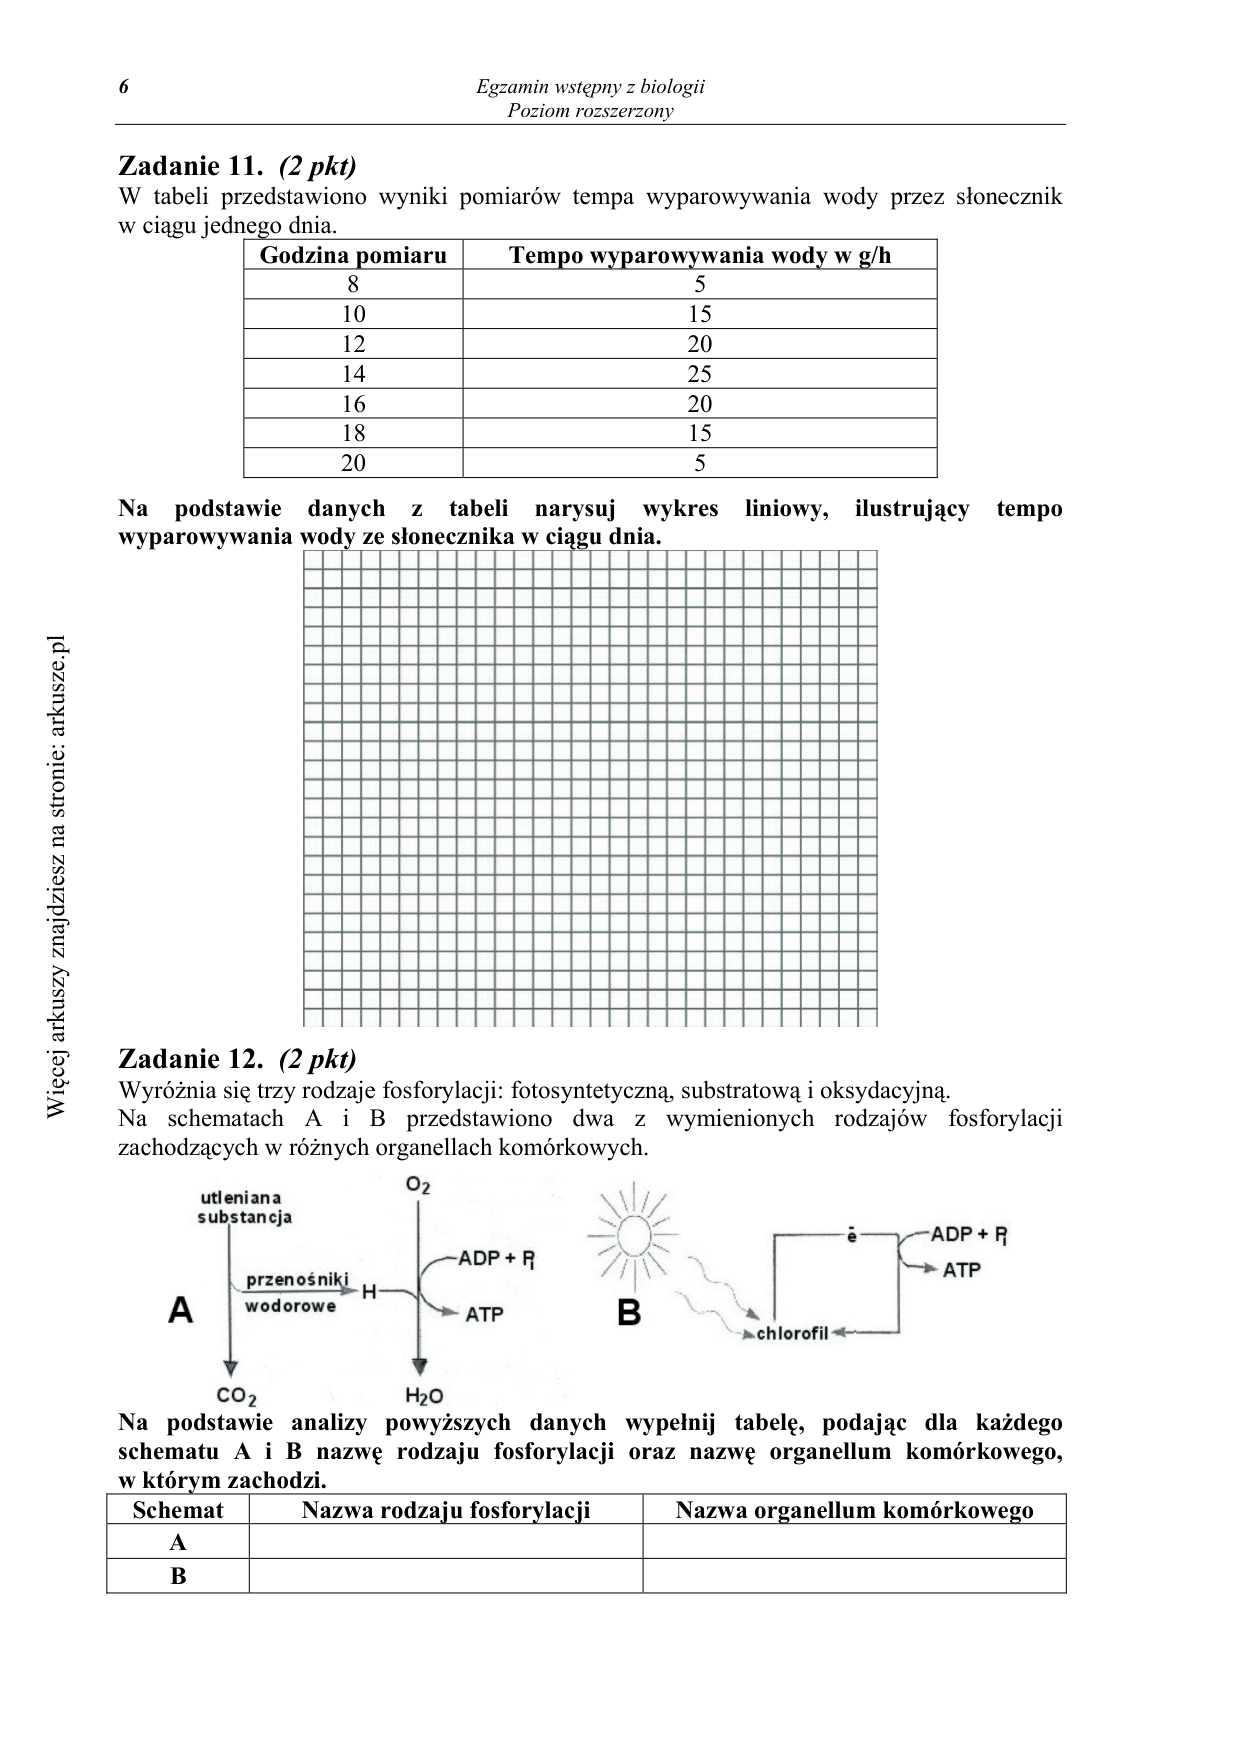 6
Egzamin wstępny z biologii
Poziom rozszerzony
Zadanie 11. (2 pkt)
W tabeli przedstawiono wyniki pomiarów tempa wyparowywania wody przez słonecznik
w ciągu jednego dnia.
Godzina pomiaru Tempo wyparowywania wody w g/h
8 5
10 15
12 20
14 25
16 20
18 15
20 5
Na podstawie danych z tabeli narysuj wykres liniowy, ilustrujący tempo
wyparowywania wody ze słonecznika w ciągu dnia.
Więcej arkuszy znajdziesz na stronie: arkusze.pl
Zadanie 12. (2 pkt)
Wyróżnia się trzy rodzaje fosforylacji: fotosyntetyczną, substratową i oksydacyjną.
Na schematach A i B przedstawiono dwa z wymienionych rodzajów fosforylacji
zachodzących w różnych organellach komórkowych.
utleniana
substancja
O2
ADP + Pi
przenośniki
wodorowe
H
ATP
A
CO2
H2O
ē
ADP + Pi
ATP
B
chlorofil
Na podstawie analizy powyższych danych wypełnij tabelę, podając dla każdego
schematu A i B nazwę rodzaju fosforylacji oraz nazwę organellum komórkowego,
w którym zachodzi.
Schemat Nazwa rodzaju fosforylacji Nazwa organellum komórkowego
A
B